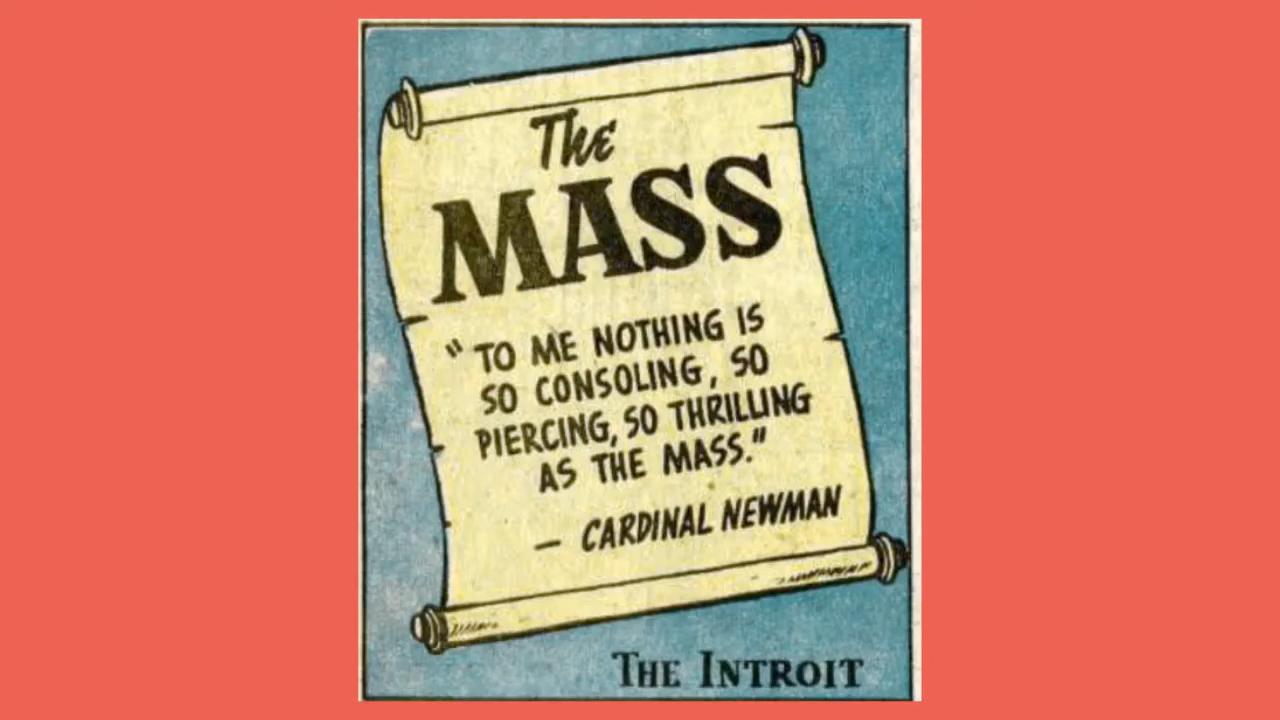 The
MASS
"TO ME NOTHING IS
SO CONSOLING, SO
PIERCING, SO THRILLING
AS THE MASS."
— CARDINAL NEWMAN
THE INTROIT